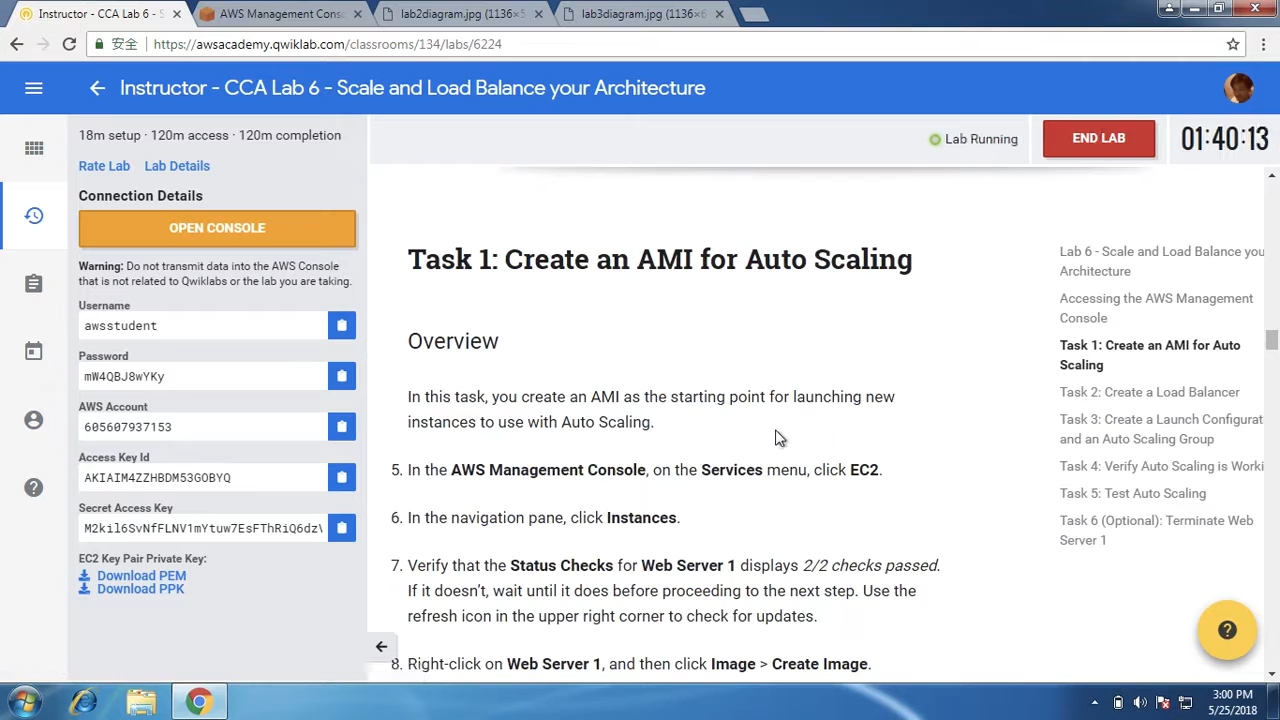 Instructor - CCA Lab 6 - S
AWS Management Conso
lab2diagram.jpg (1136×5
lab3diagram.jpg (1136×6
安全
https://awsacademy.qwiklab.com/classrooms/134/labs/6224
Instructor - CCA Lab 6 - Scale and Load Balance your Architecture
18m setup · 120m access · 120m completion
Rate Lab Lab Details
Connection Details
OPEN CONSOLE
Warning: Do not transmit data into the AWS Console
that is not related to Qwiklabs or the lab you are taking.
Username
awsstudent
Password
mW4QBJ8wYKy
AWS Account
605607937153
Access Key Id
AKIAIM4ZZHBDM53GOBYQ
Secret Access Key
M2kil6SvNfFLNV1mYtuw7EsFThRiQ6dzV
EC2 Key Pair Private Key:
Download PEM
Download PPK
Lab Running
END LAB
01:40:13
Task 1: Create an AMI for Auto Scaling
Overview
In this task, you create an AMI as the starting point for launching new
instances to use with Auto Scaling.
5. In the AWS Management Console, on the Services menu, click EC2.
6. In the navigation pane, click Instances.
7. Verify that the Status Checks for Web Server 1 displays 2/2 checks passed.
If it doesn't, wait until it does before proceeding to the next step. Use the
refresh icon in the upper right corner to check for updates.
8. Right-click on Web Server 1, and then click Image > Create Image.
Lab 6 - Scale and Load Balance you
Architecture
Accessing the AWS Management
Console
Task 1: Create an AMI for Auto
Scaling
Task 2: Create a Load Balancer
Task 3: Create a Launch Configurat
and an Auto Scaling Group
Task 4: Verify Auto Scaling is Worki
Task 5: Test Auto Scaling
Task 6 (Optional): Terminate Web
Server 1
3:00 PM
5/25/2018